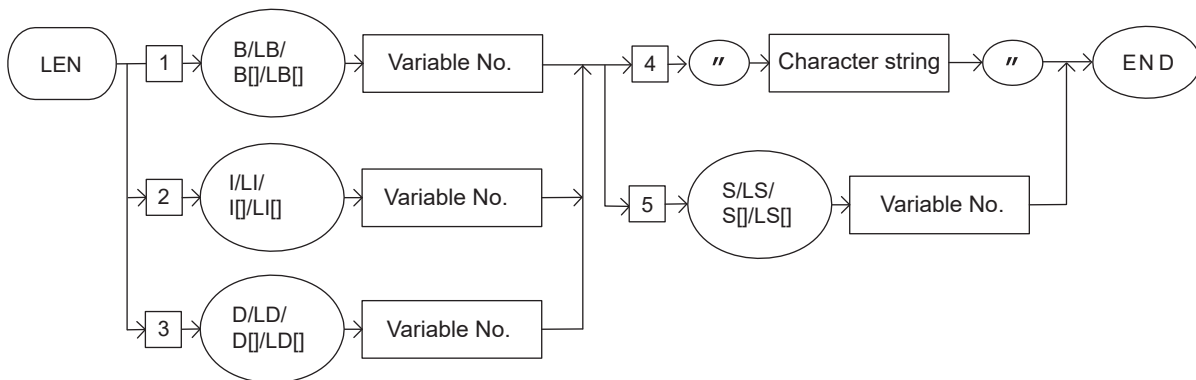 LEN
1
B/LB/
B[]/LB[]
Variable No.
4
"
Character string
"
END
2
I/LI/
I[]/LI[]
Variable No.
5
S/LS/
S[]/LS[]
Variable No.
3
D/LD/
D[]/LD[]
Variable No.